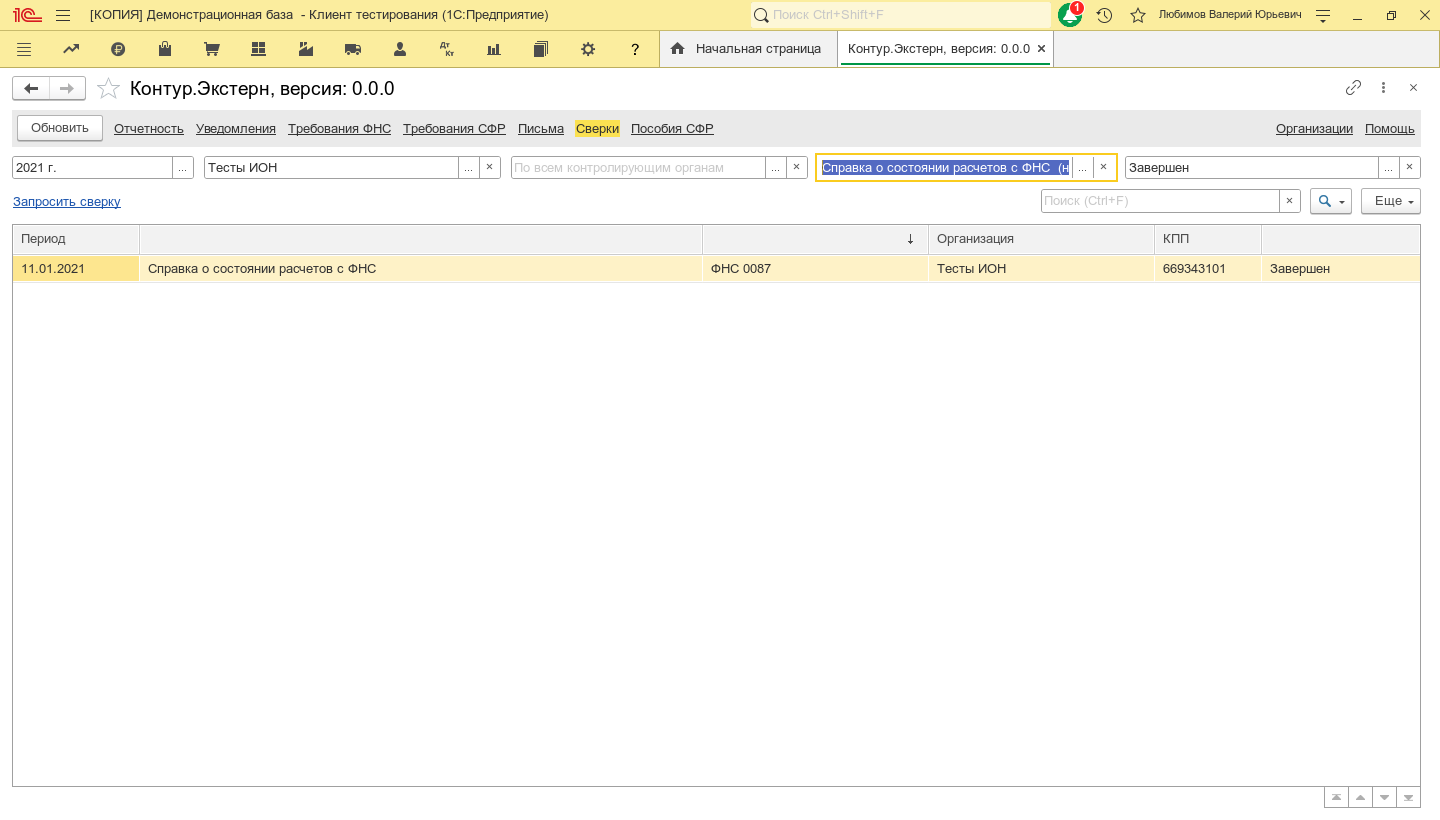 [КОПИЯ] Демонстрационная база - Клиент тестирования (1С:Предприятие) Поиск Ctrl+Shift+F 1 Любимов Валерий Юрьевич
Дт Кт ? Начальная страница Контур.Экстерн, версия: 0.0.0
Контур.Экстерн, версия: 0.0.0
Обновить Отчетность Уведомления Требования ФНС Требования СФР Письма Сверки Пособия СФР Организации Помощь
2021 г. ... Тесты ИОН ... По всем контролирующим органам ... Справка о состоянии расчетов с ФНС (н ... Завершен ...
Запросить сверку Поиск (Ctrl+F) Еще
Период Организация КПП
11.01.2021 Справка о состоянии расчетов с ФНС ФНС 0087 Тесты ИОН 669343101 Завершен